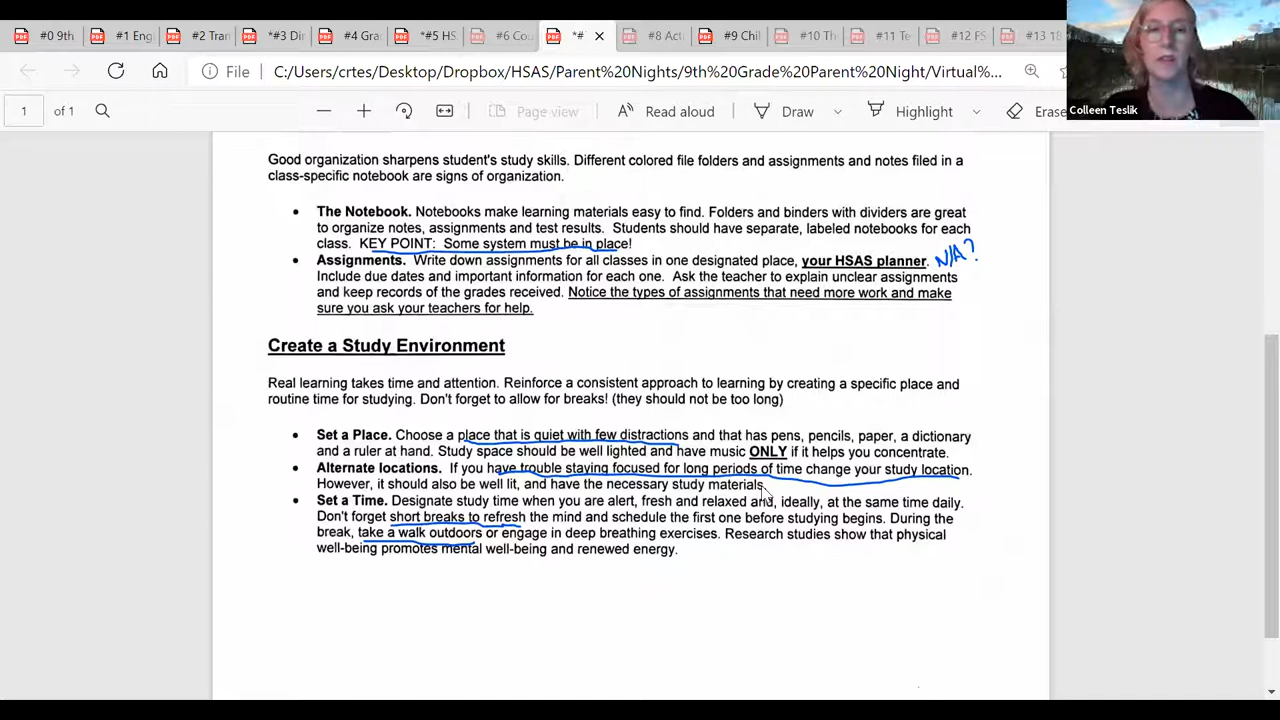 #0 9th
#1 Eng
#2 Tran
*#3 Di
#4 Gra
*#5 HS
#6 Cou
*#
#8 Act
#9 Chil
#10 Th
#11 Te
#12 FS
#13 18
File
C:/Users/crtes/Desktop/Dropbox/HSAS/Parent%20Nights/9th%20Grade%20Parent%20Night/Virtual%...
1 of 1
Page view
Read aloud
Draw
Highlight
Erase
Colleen Teslik
Good organization sharpens student's study skills. Different colored file folders and assignments and notes filed in a
class-specific notebook are signs of organization.
• The Notebook. Notebooks make learning materials easy to find. Folders and binders with dividers are great
to organize notes, assignments and test results. Students should have separate, labeled notebooks for each
class. KEY POINT: Some system must be in place!
• Assignments. Write down assignments for all classes in one designated place, your HSAS planner. N/A?
Include due dates and important information for each one. Ask the teacher to explain unclear assignments
and keep records of the grades received. Notice the types of assignments that need more work and make
sure you ask your teachers for help.
Create a Study Environment
Real learning takes time and attention. Reinforce a consistent approach to learning by creating a specific place and
routine time for studying. Don't forget to allow for breaks! (they should not be too long)
• Set a Place. Choose a place that is quiet with few distractions and that has pens, pencils, paper, a dictionary
and a ruler at hand. Study space should be well lighted and have music ONLY if it helps you concentrate.
• Alternate locations. If you have trouble staying focused for long periods of time change your study location.
However, it should also be well lit, and have the necessary study materials.
• Set a Time. Designate study time when you are alert, fresh and relaxed and, ideally, at the same time daily.
Don't forget short breaks to refresh the mind and schedule the first one before studying begins. During the
break, take a walk outdoors or engage in deep breathing exercises. Research studies show that physical
well-being promotes mental well-being and renewed energy.